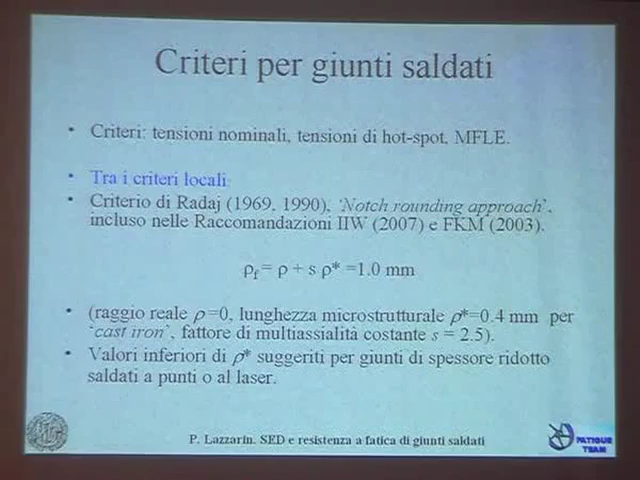 Criteri per giunti saldati
• Criteri: tensioni nominali, tensioni di hot-spot, MFLE.
• Tra i criteri locali
• Criterio di Radaj (1969, 1990), 'Notch rounding approach',
incluso nelle Raccomandazioni IIW (2007) e FKM (2003).
ρf = ρ + s ρ* =1.0 mm
• (raggio reale ρ=0, lunghezza microstrutturale ρ*=0.4 mm per
'cast iron', fattore di multiassialità costante s = 2.5).
• Valori inferiori di ρ* suggeriti per giunti di spessore ridotto
saldati a punti o al laser.
P. Lazzarin. SED e resistenza a fatica di giunti saldati
FATIGUE
TEAM